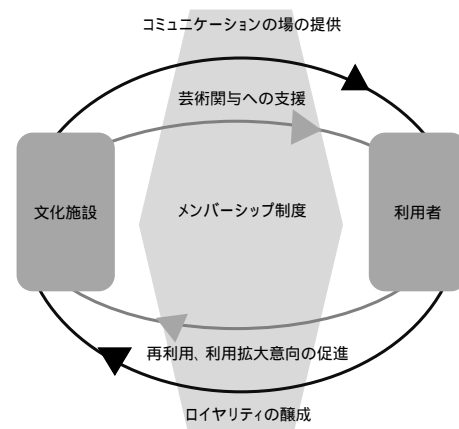 コミュニケーションの場の提供
芸術関与への支援
文化施設
メンバーシップ制度
利用者
再利用、利用拡大意向の促進
ロイヤリティの醸成